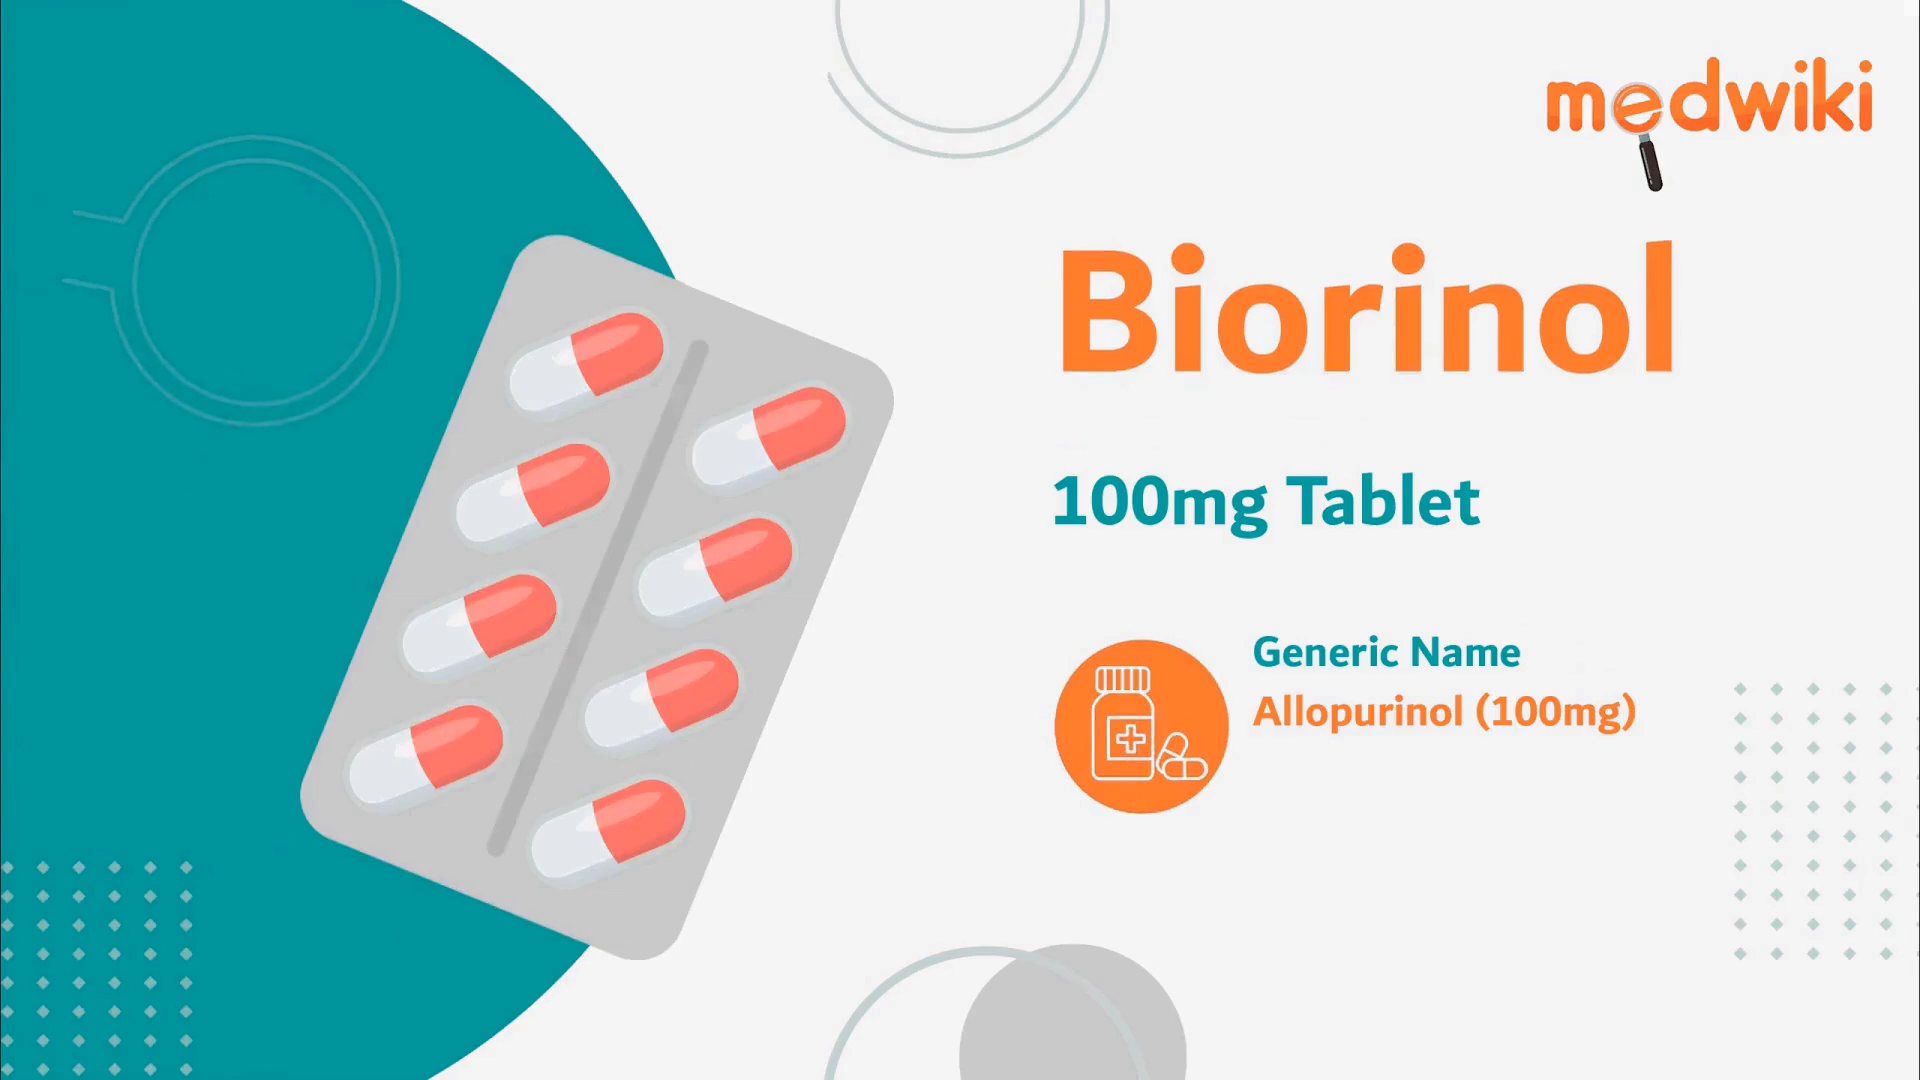 medwiki
Biorinol
100mg Tablet
Generic Name
Allopurinol (100mg)